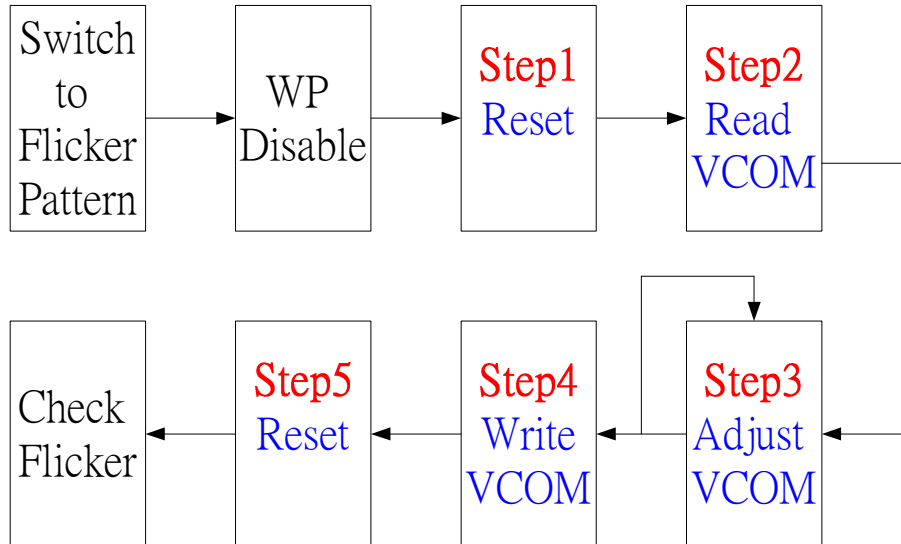 Switch
to
Flicker
Pattern
WP
Disable
Step1
Reset
Step2
Read
VCOM
Step3
Adjust
VCOM
Step4
Write
VCOM
Step5
Reset
Check
Flicker